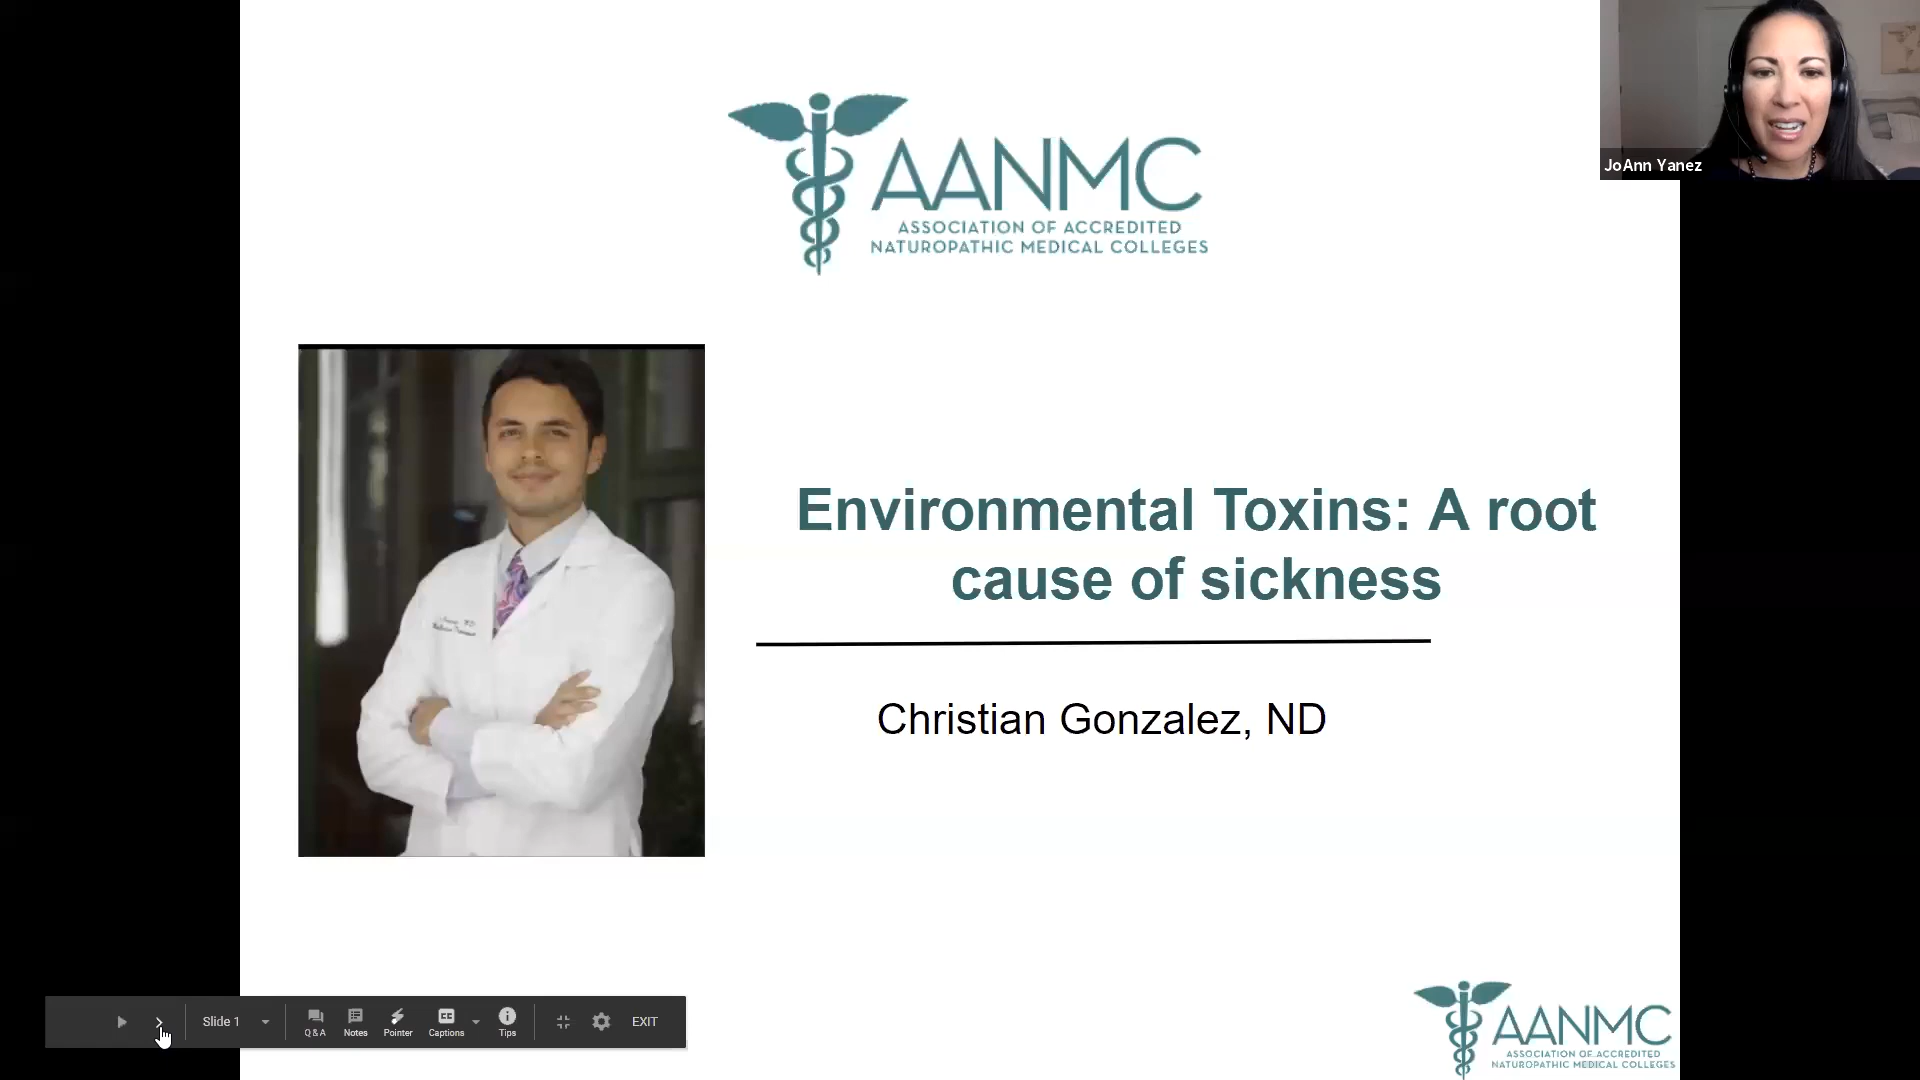 JoAnn Yanez
AANMC
ASSOCIATION OF ACCREDITED
NATUROPATHIC MEDICAL COLLEGES
Environmental Toxins: A root
cause of sickness
Christian Gonzalez, ND
Slide 1
Q&A
Notes
Pointer
CC
Captions
Tips
EXIT
AANMC
ASSOCIATION OF ACCREDITED
NATUROPATHIC MEDICAL COLLEGES